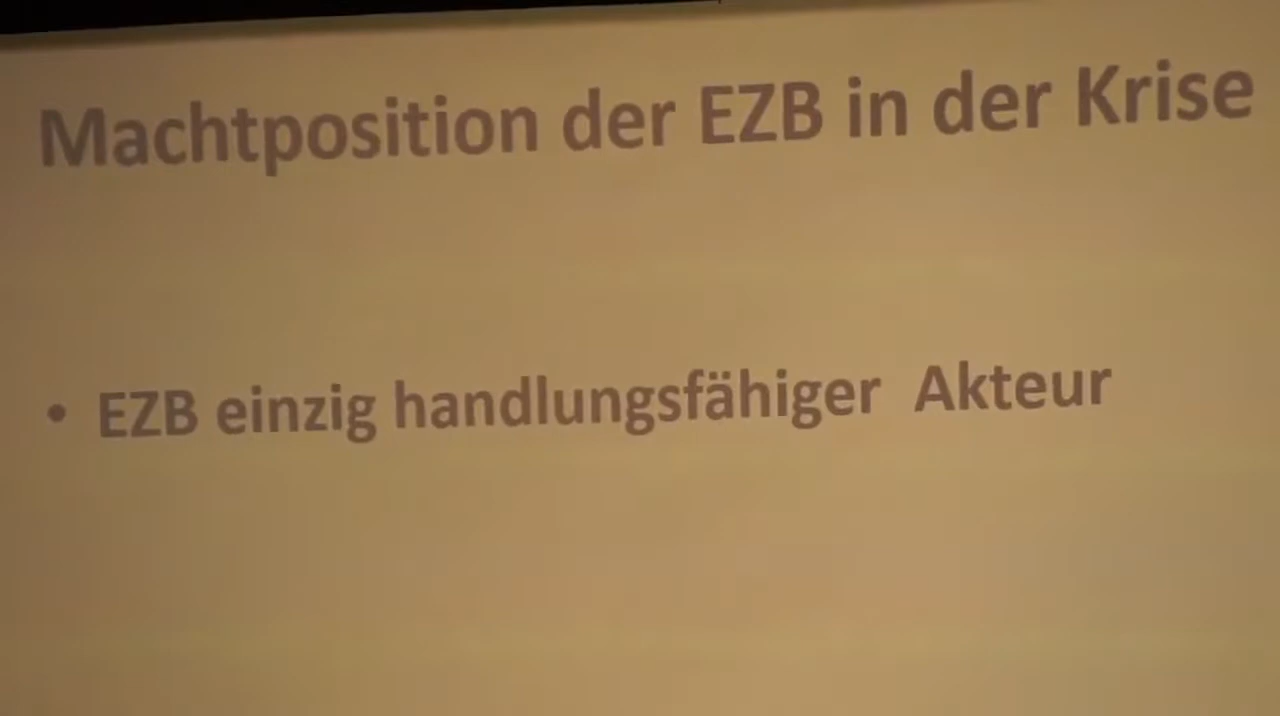 Machtposition der EZB in der Krise
• EZB einzig handlungsfähiger Akteur